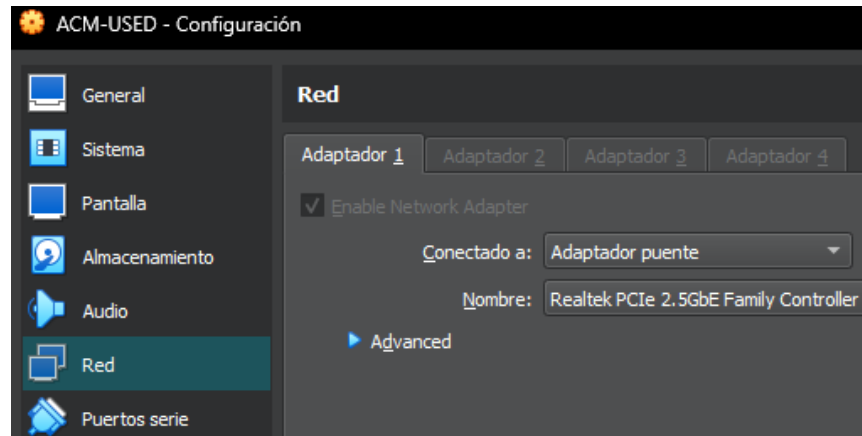 ACM-USED - Configuración
General
Sistema
Pantalla
Almacenamiento
Audio
Red
Puertos serie
Red
Adaptador 1 Adaptador 2 Adaptador 3 Adaptador 4
Enable Network Adapter
Conectado a: Adaptador puente
Nombre: Realtek PCIe 2.5GbE Family Controller
Advanced